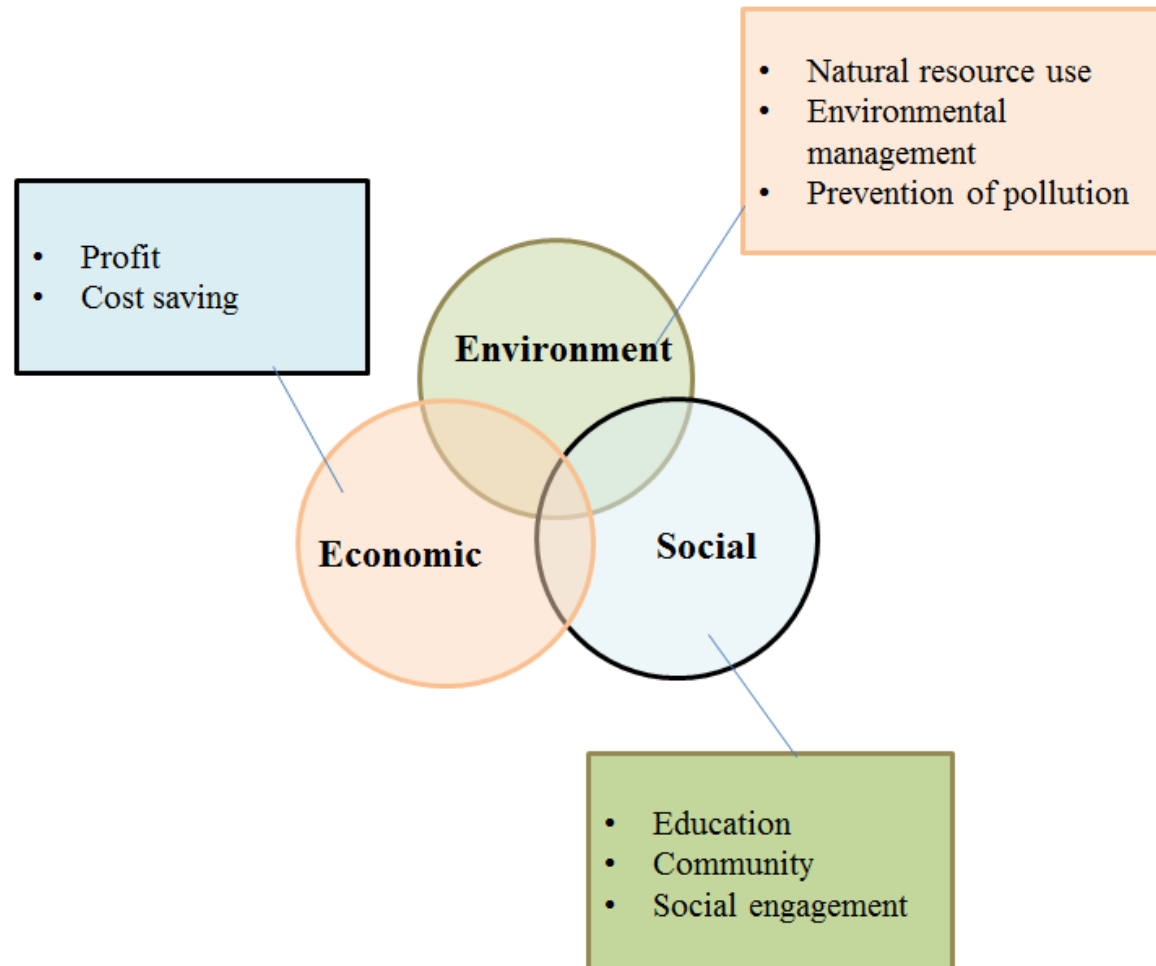 • Natural resource use
• Environmental
management
• Prevention of pollution
• Profit
• Cost saving
Environment
Economic
Social
• Education
• Community
• Social engagement